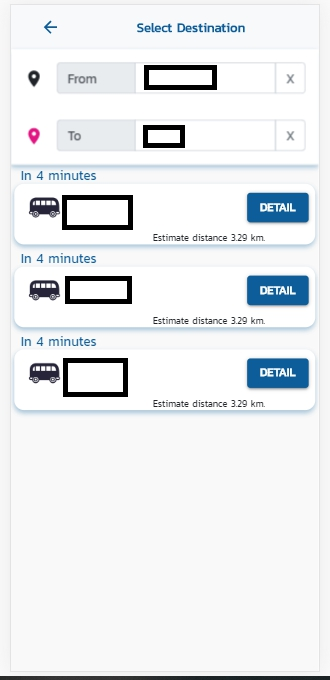 Select Destination
From X
To X
In 4 minutes
DETAIL
Estimate distance 3.29 km.
In 4 minutes
DETAIL
Estimate distance 3.29 km.
In 4 minutes
DETAIL
Estimate distance 3.29 km.